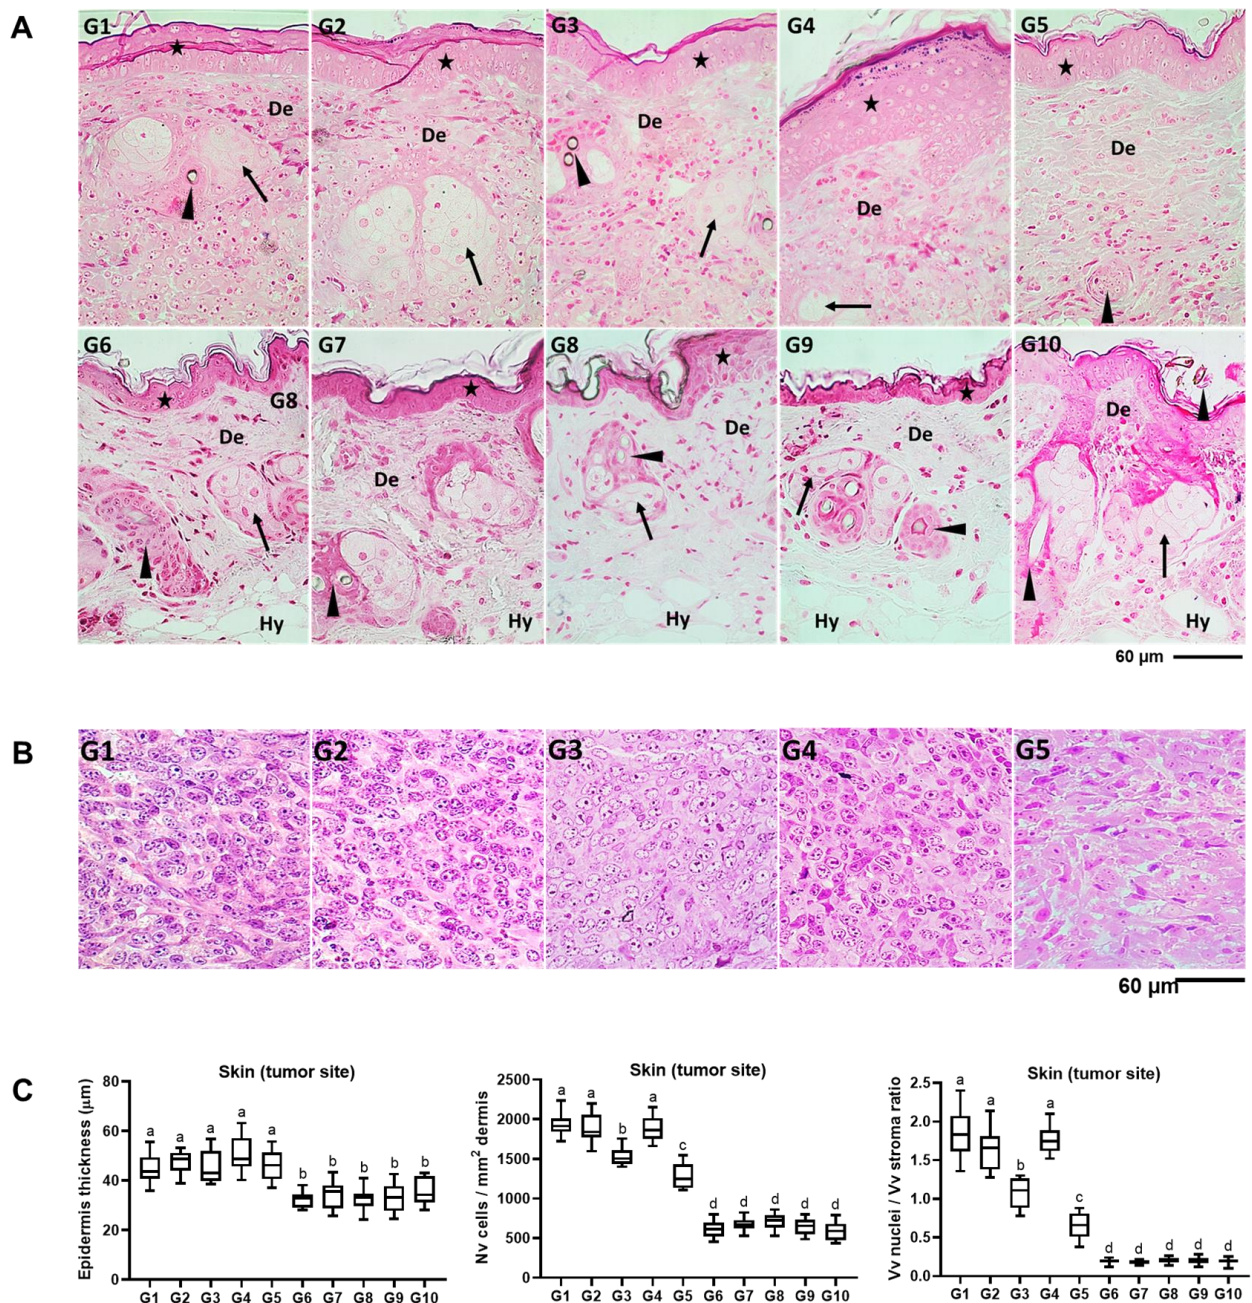 A
G1 G2 G3 G4 G5
De De De De De
G6 G7 G8 G9 G10
G8
De De De De De
Hy Hy Hy Hy Hy
60 µm
B
G1 G2 G3 G4 G5
60 µm
C
Skin (tumor site)
Epidermis thickness (µm)
80
60
40
20
0
a a a a a b b b b b
G1 G2 G3 G4 G5 G6 G7 G8 G9 G10
Skin (tumor site)
Nv cells / mm² dermis
2500
2000
1500
1000
500
0
a a b a c d d d d d
G1 G2 G3 G4 G5 G6 G7 G8 G9 G10
Skin (tumor site)
Vv nuclei / Vv stroma ratio
2.5
2.0
1.5
1.0
0.5
0.0
a a b a c d d d d d
G1 G2 G3 G4 G5 G6 G7 G8 G9 G10